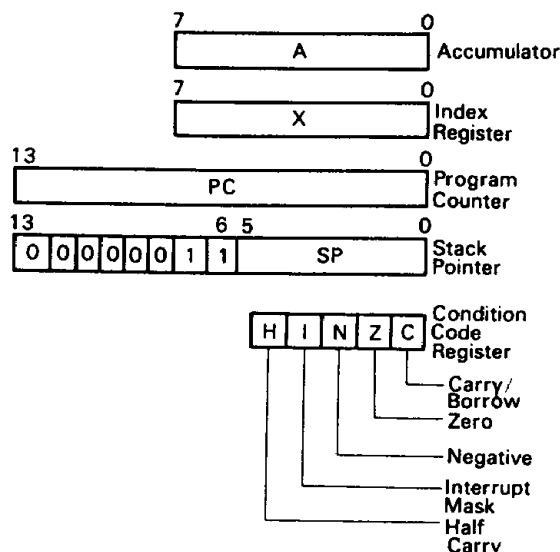 7 0
A Accumulator
7 0
X Index
Register
13 0
PC Program
Counter
13 6 5 0
0 0 0 0 0 0 1 1 SP Stack
Pointer
H I N Z C Condition
Code
Register
Carry/
Borrow
Zero
Negative
Interrupt
Mask
Half
Carry